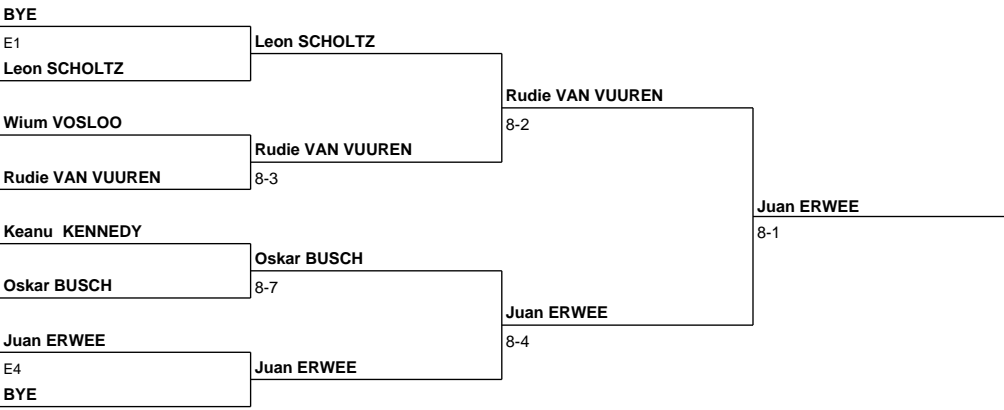 BYE
E1
Leon SCHOLTZ
Leon SCHOLTZ
Rudie VAN VUUREN
8-2
Wium VOSLOO
Rudie VAN VUUREN
Rudie VAN VUUREN
8-3
Juan ERWEE
8-1
Keanu  KENNEDY
Oskar BUSCH
Oskar BUSCH
8-7
Juan ERWEE
8-4
Juan ERWEE
E4
Juan ERWEE
BYE